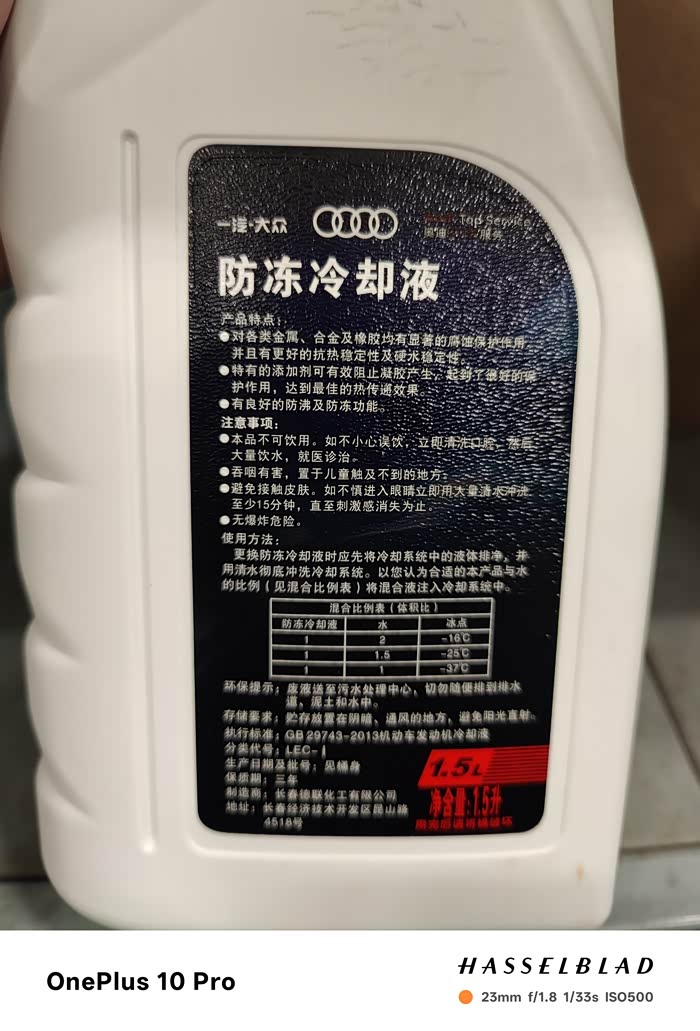 一汽·大众 Top Service
服务
防冻冷却液
产品特点：
●对各类金属、合金及橡胶均有显著的腐蚀保护作用，
并且有更好的抗热稳定性及硬水稳定性。
●特有的添加剂可有效阻止凝胶产生，起到了很好的保
护作用，达到最佳的热传递效果。
●有良好的防沸及防冻功能。
注意事项：
●本品不可饮用。如不小心误饮，立即清洗口腔，然后
大量饮水，就医诊治。
●吞咽有害，置于儿童触及不到的地方。
●避免接触皮肤。如不慎进入眼睛立即用大量清水冲洗
至少15分钟，直至刺激感消失为止。
●无爆炸危险。
使用方法：
更换防冻冷却液时应先将冷却系统中的液体排净，并
用清水彻底冲洗冷却系统。以您认为合适的本产品与水
的比例（见混合比例表）将混合液注入冷却系统中。
混合比例表（体积比）
防冻冷却液 水 冰点
1 2 -16℃
1 1.5 -25℃
1 1 -37℃
环保提示：废液送至污水处理中心，切勿随便排到排水
道，泥土和水中。
存储要求：贮存放置在阴暗、通风的地方，避免阳光直射。
执行标准：GB 29743-2013机动车发动机冷却液
分类代号：LEC-Ⅰ
生产日期及批号：见桶身
保质期：三年
制造商：长春德联化工有限公司
地址：长春经济技术开发区昆山路
4518号
1.5L
净含量：1.5升
用完后请将桶破坏
OnePlus 10 Pro
HASSELBLAD
23mm f/1.8 1/33s ISO500